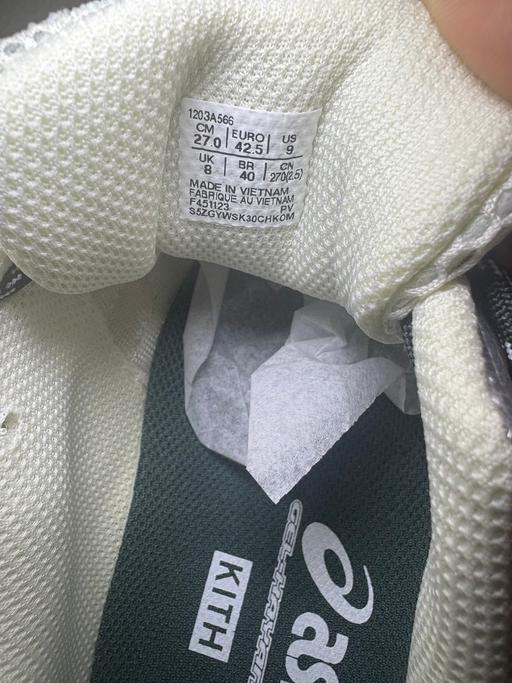 1203A566
CM 27.0 EURO 42.5 US 9
UK 8 BR 40 CN 270(2.5)
MADE IN VIETNAM
FABRIQUE AU VIETNAM
F451123 PV
S5ZGYWSK30CHKOM
KITH
as